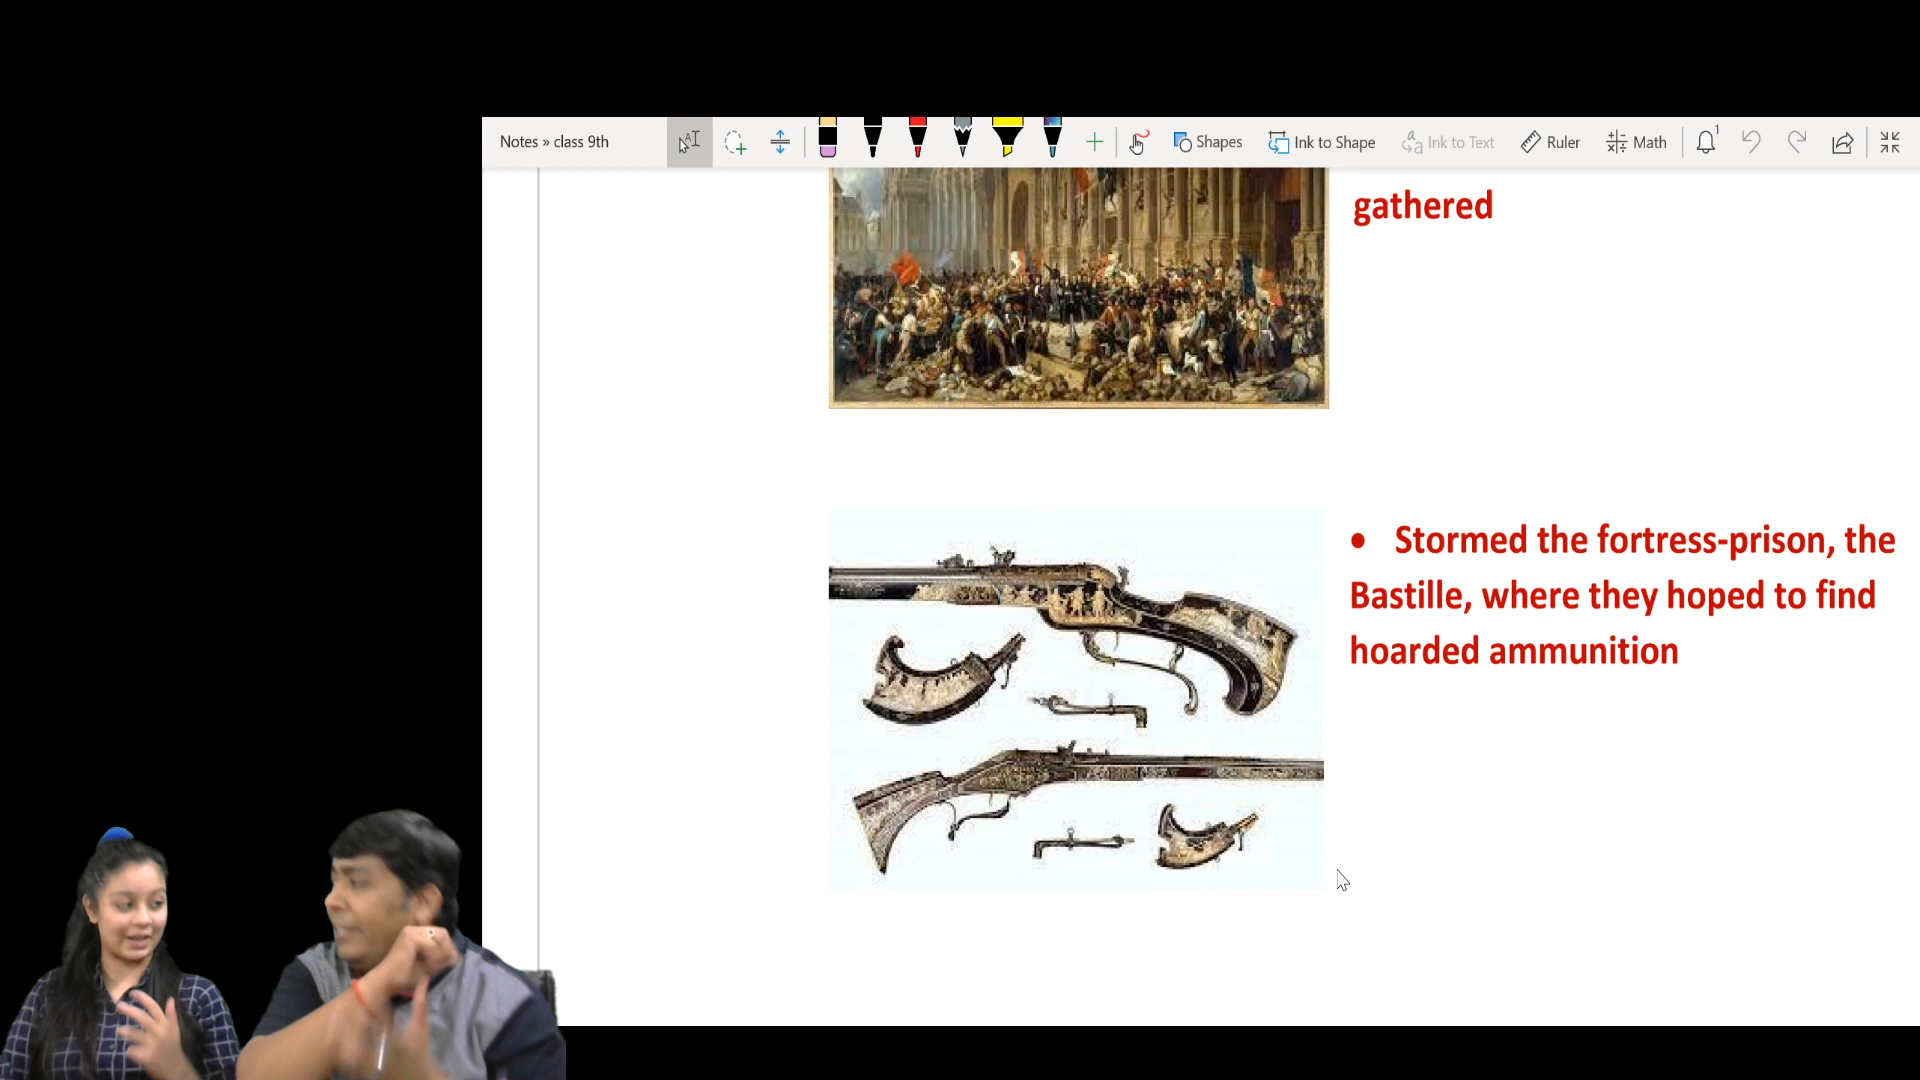 Notes » class 9th
Shapes
Ink to Shape
Ink to Text
Ruler
Math
1
gathered
• Stormed the fortress-prison, the
Bastille, where they hoped to find
hoarded ammunition